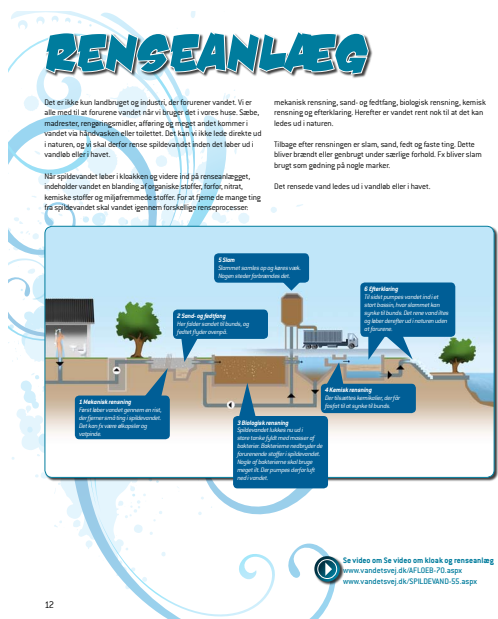 RENSEANLÆG
Det er ikke kun landbruget og industri, der forurener vandet. Vi er
alle med til at forurene vandet når vi bruger det i vores huse. Sæbe,
madrester, rengøringsmidler, afføring og meget andet kommer i
vandet via håndvasken eller toilettet. Det kan vi ikke lede direkte ud
i naturen, og vi skal derfor rense spildevandet inden det løber ud i
vandløb eller i havet.
Når spildevandet løber i kloakken og videre ind på renseanlægget,
indeholder vandet en blanding af organiske stoffer, forfor, nitrat,
kemiske stoffer og miljøfremmede stoffer. For at fjerne de mange ting
fra spildevandet skal vandet igennem forskellige renseprocesser:
mekanisk rensning, sand- og fedtfang, biologisk rensning, kemisk
rensning og efterklaring. Herefter er vandet rent nok til at det kan
ledes ud i naturen.
Tilbage efter rensningen er slam, sand, fedt og faste ting. Dette
bliver brændt eller genbrugt under særlige forhold. Fx bliver slam
brugt som gødning på nogle marker.
Det rensede vand ledes ud i vandløb eller i havet.
5 Slam
Slammet samles op og køres væk.
Nogen steder forbrændes det.
6 Efterklaring
Til sidst pumpes vandet ind i et
stort bassin, hvor slammet kan
synke til bunds. Det rene vand iltes
og løber derefter ud i naturen uden
at forurene.
2 Sand- og fedtfang
Her falder sandet til bunds, og
fedtet flyder ovenpå.
4 Kemisk rensning
Der tilsættes kemikalier, der får
fosfat til at synke til bunds.
1 Mekanisk rensning
Først løber vandet gennem en rist,
der fjerner små ting i spildevandet.
Det kan fx være ølkapsler og
vatpinde.
3 Biologisk rensning
Spildevandet lukkes nu ud i
store tanke fyldt med masser af
bakterier. Bakterierne nedbryder de
forurenende stoffer i spildevandet.
Nogle af bakterierne skal bruge
meget ilt. Der pumpes derfor luft
ned i vandet.
Se video om Se video om kloak og renseanlæg
www.vandetsvej.dk/AFLOEB-70.aspx
www.vandetsvej.dk/SPILDEVAND-55.aspx
12